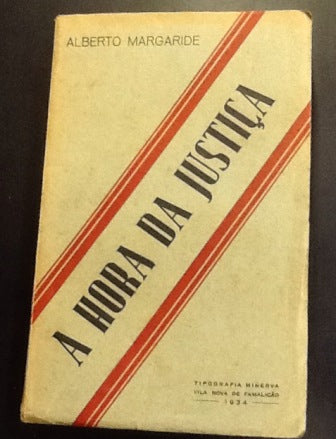 ALBERTO MARGARIDE
A HORA DA JUSTIÇA
TIPOGRAFIA MINERVA
VILA NOVA DE FAMALICÃO
1934